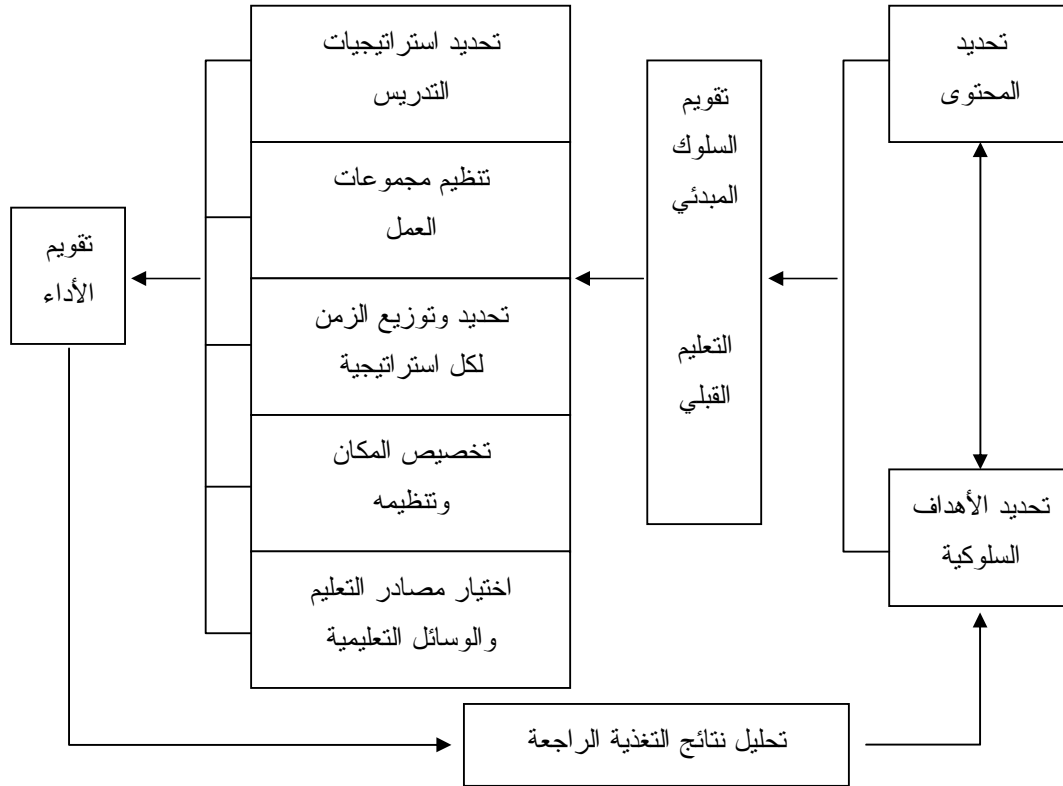 تحديد
المحتوى
تحديد الأهداف
السلوكية
تقويم
السلوك
المبدئي
التعليم
القبلي
تحديد استراتيجيات
التدريس
تنظيم مجموعات
العمل
تحديد وتوزيع الزمن
لكل استراتيجية
تخصيص المكان
وتنظيمه
اختيار مصادر التعليم
والوسائل التعليمية
تقويم
الأداء
تحليل نتائج التغذية الراجعة